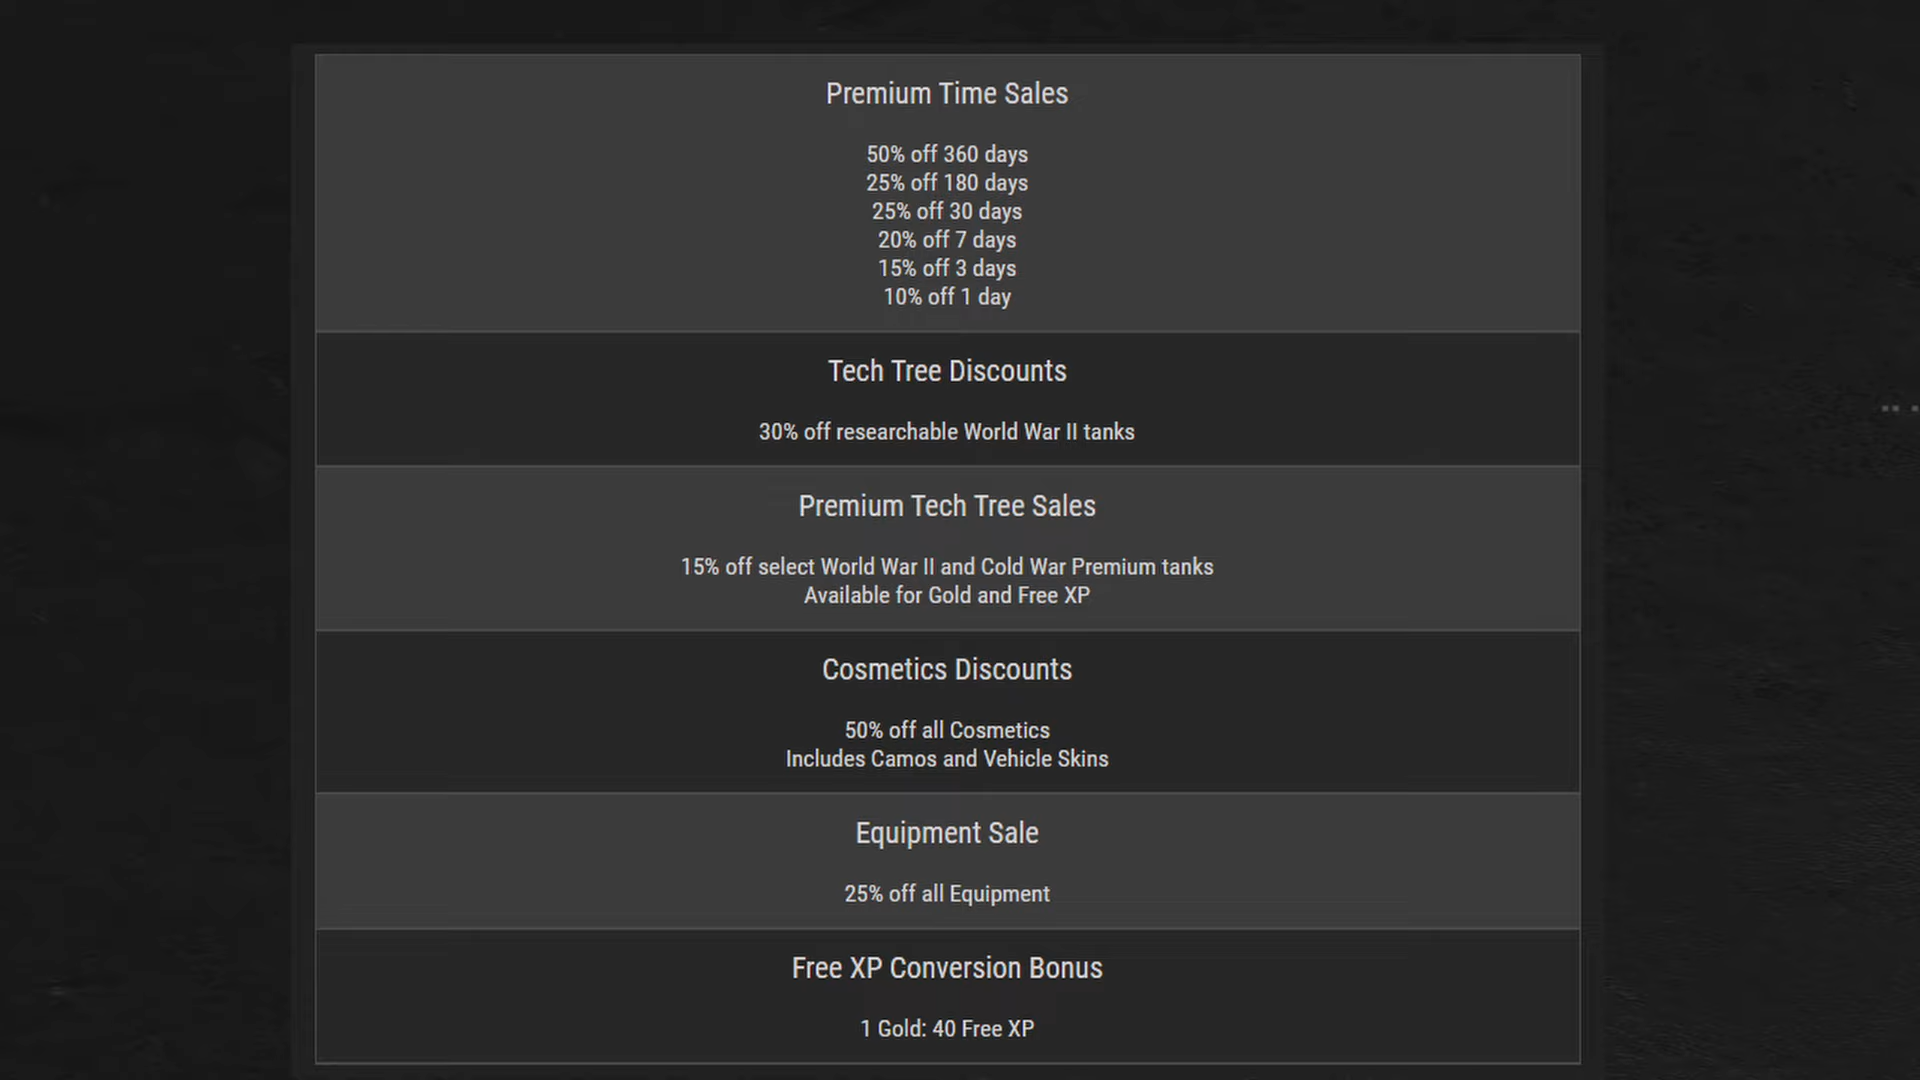 Premium Time Sales
50% off 360 days
25% off 180 days
25% off 30 days
20% off 7 days
15% off 3 days
10% off 1 day
Tech Tree Discounts
30% off researchable World War II tanks
Premium Tech Tree Sales
15% off select World War II and Cold War Premium tanks
Available for Gold and Free XP
Cosmetics Discounts
50% off all Cosmetics
Includes Camos and Vehicle Skins
Equipment Sale
25% off all Equipment
Free XP Conversion Bonus
1 Gold: 40 Free XP